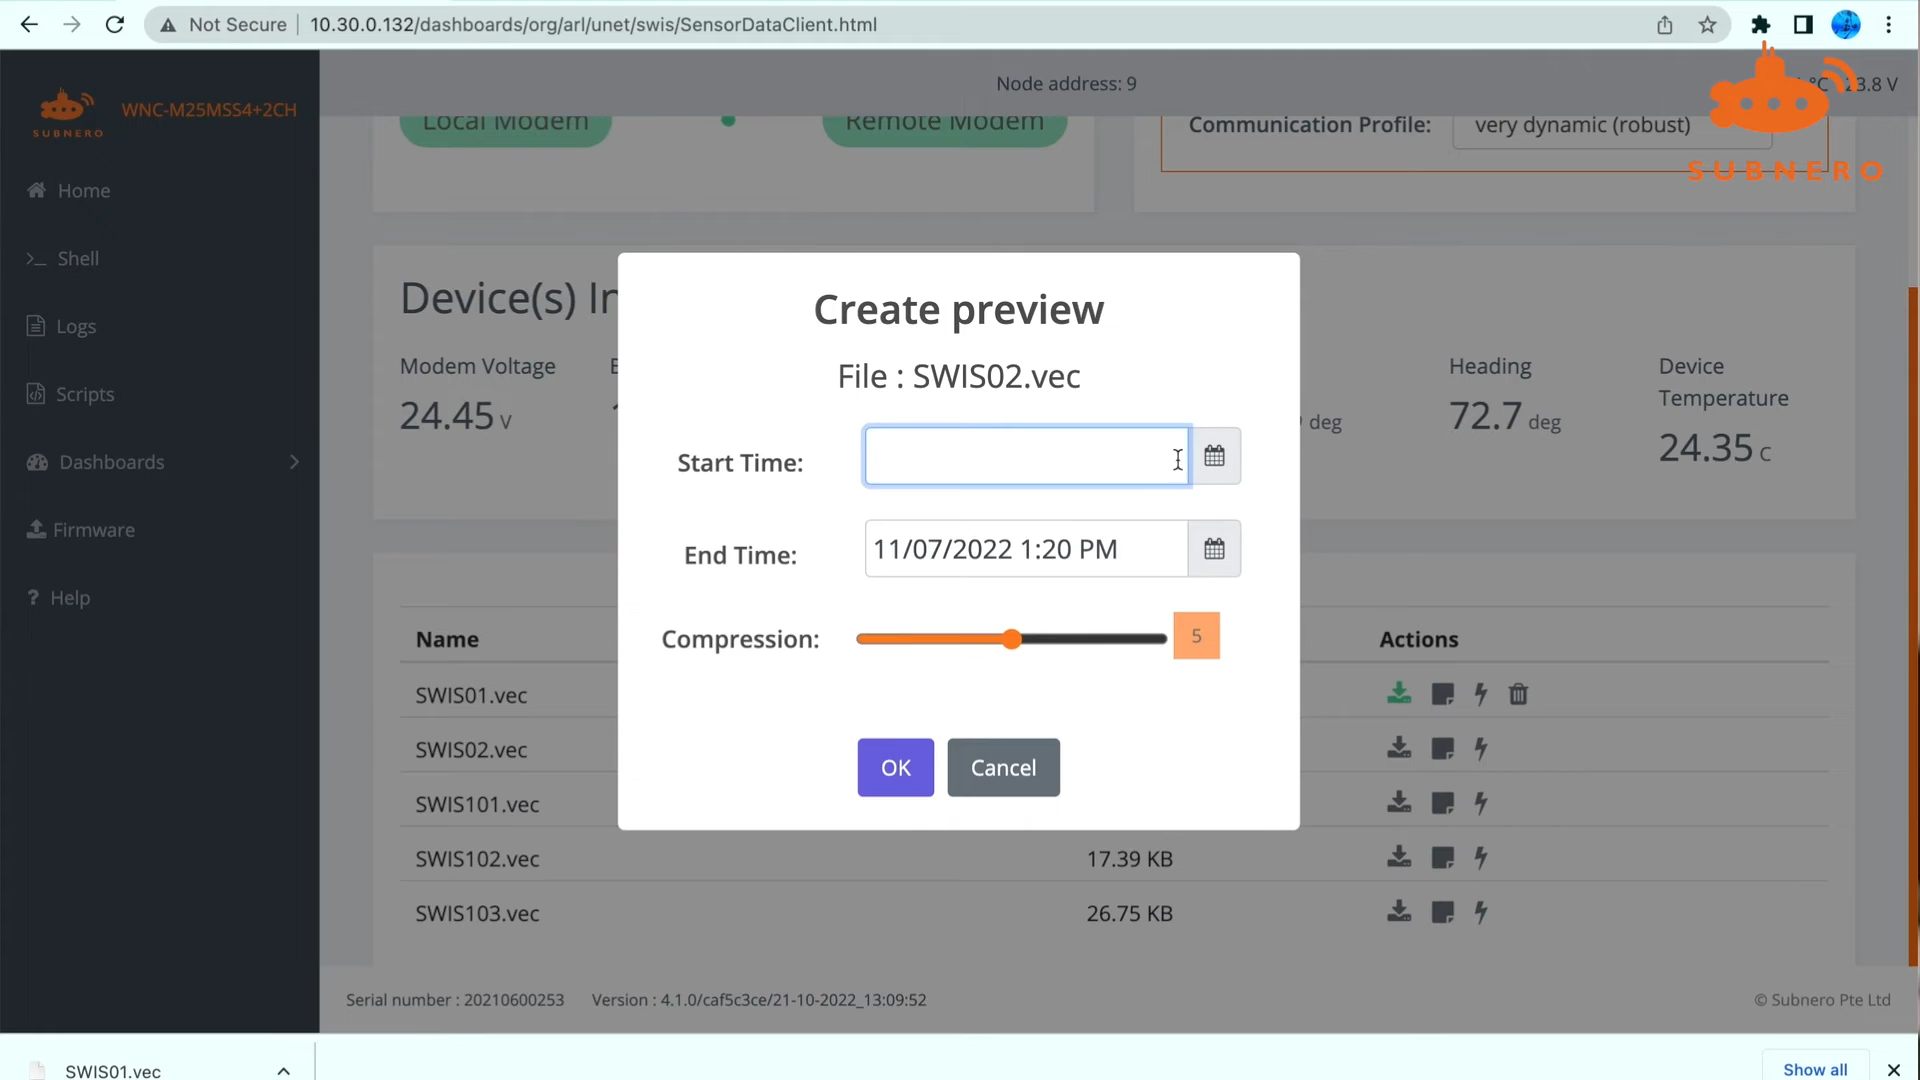 Not Secure 10.30.0.132/dashboards/org/arl/unet/swis/SensorDataClient.html
SUBNERO
WNC-M25MSS4+2CH
Home
Shell
Logs
Scripts
Dashboards
Firmware
Help
Node address: 9
°C 23.8 V
SUBNERO
Local Modem
Remote Modem
Communication Profile: very dynamic (robust)
Device(s) In
Modem Voltage
24.45 V
deg
Heading
72.7 deg
Device
Temperature
24.35 C
Create preview
File : SWIS02.vec
Start Time:
End Time: 11/07/2022 1:20 PM
Compression: 5
OK Cancel
Name Actions
SWIS01.vec
SWIS02.vec
SWIS101.vec
SWIS102.vec 17.39 KB
SWIS103.vec 26.75 KB
Serial number : 20210600253 Version : 4.1.0/caf5c3ce/21-10-2022_13:09:52
© Subnero Pte Ltd
SWIS01.vec
Show all